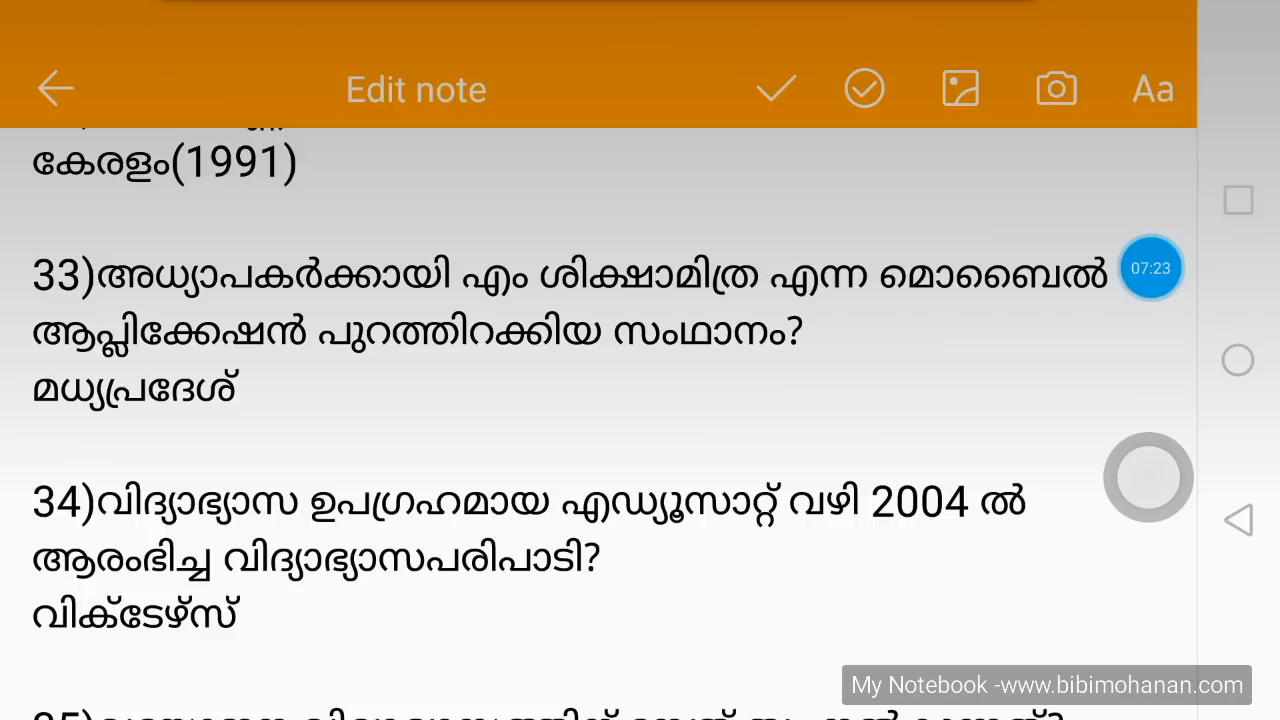 Edit note
Aa
കേരളം(1991)
33)അധ്യാപകർക്കായി എം ശിക്ഷാമിത്ര എന്ന മൊബൈൽ
07:23
ആപ്ലിക്കേഷൻ പുറത്തിറക്കിയ സംഥാനം?
മധ്യപ്രദേശ്
34)വിദ്യാഭ്യാസ ഉപഗ്രഹമായ എഡ്യൂസാറ്റ് വഴി 2004 ൽ
ആരംഭിച്ച വിദ്യാഭ്യാസപരിപാടി?
വിക്ടേഴ്സ്
My Notebook -www.bibimohanan.com